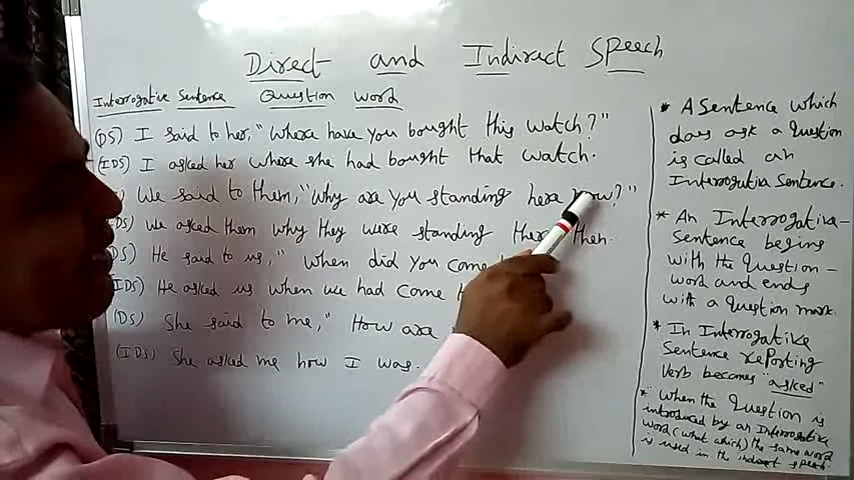 Direct and Indirect Speech
Interrogative Sentence Question Word
(DS) I said to her, "Where have you bought this watch?"
(IDS) I asked her where she had bought that watch.
We said to them, "Why are you standing here now?"
We asked them why they were standing there then.
DS) He said to us, "When did you come
IDS) He asked us when we had come
(DS) She said to me, "How are
(IDS) She asked me how I was.
* A Sentence which
does ask a Question
is called an
Interrogative Sentence.
* An Interrogative-
Sentence begins
with the Question-
word and ends
with a Question mark.
* In Interrogative
Sentence reporting
Verb becomes "asked"
* When the Question is
introduced by an Interrogative
word (what which) the same word
is used in the indirect speech.